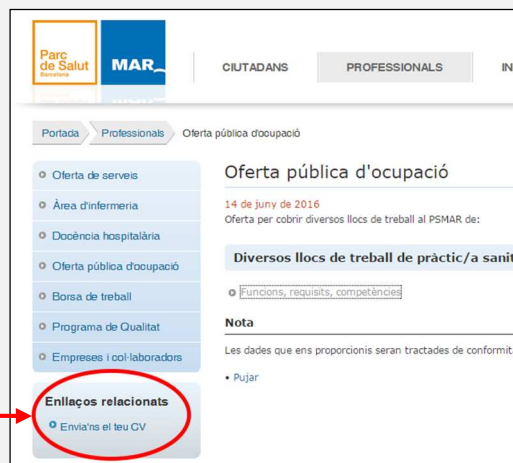 Parc
de Salut
Barcelona
MAR
CIUTADANS
PROFESSIONALS
IN
Portada
Professionals
Oferta pública d'ocupació
Oferta de serveis
Àrea d'infermeria
Docència hospitalària
Oferta pública d'ocupació
Borsa de treball
Programa de Qualitat
Empreses i col·laboradors
Enllaços relacionats
Envia'ns el teu CV
Oferta pública d'ocupació
14 de juny de 2016
Oferta per cobrir diversos llocs de treball al PSMAR de:
Diversos llocs de treball de pràctic/a sanit
Funcions, requisits, competències
Nota
Les dades que ens proporcionis seran tractades de conformit
Pujar